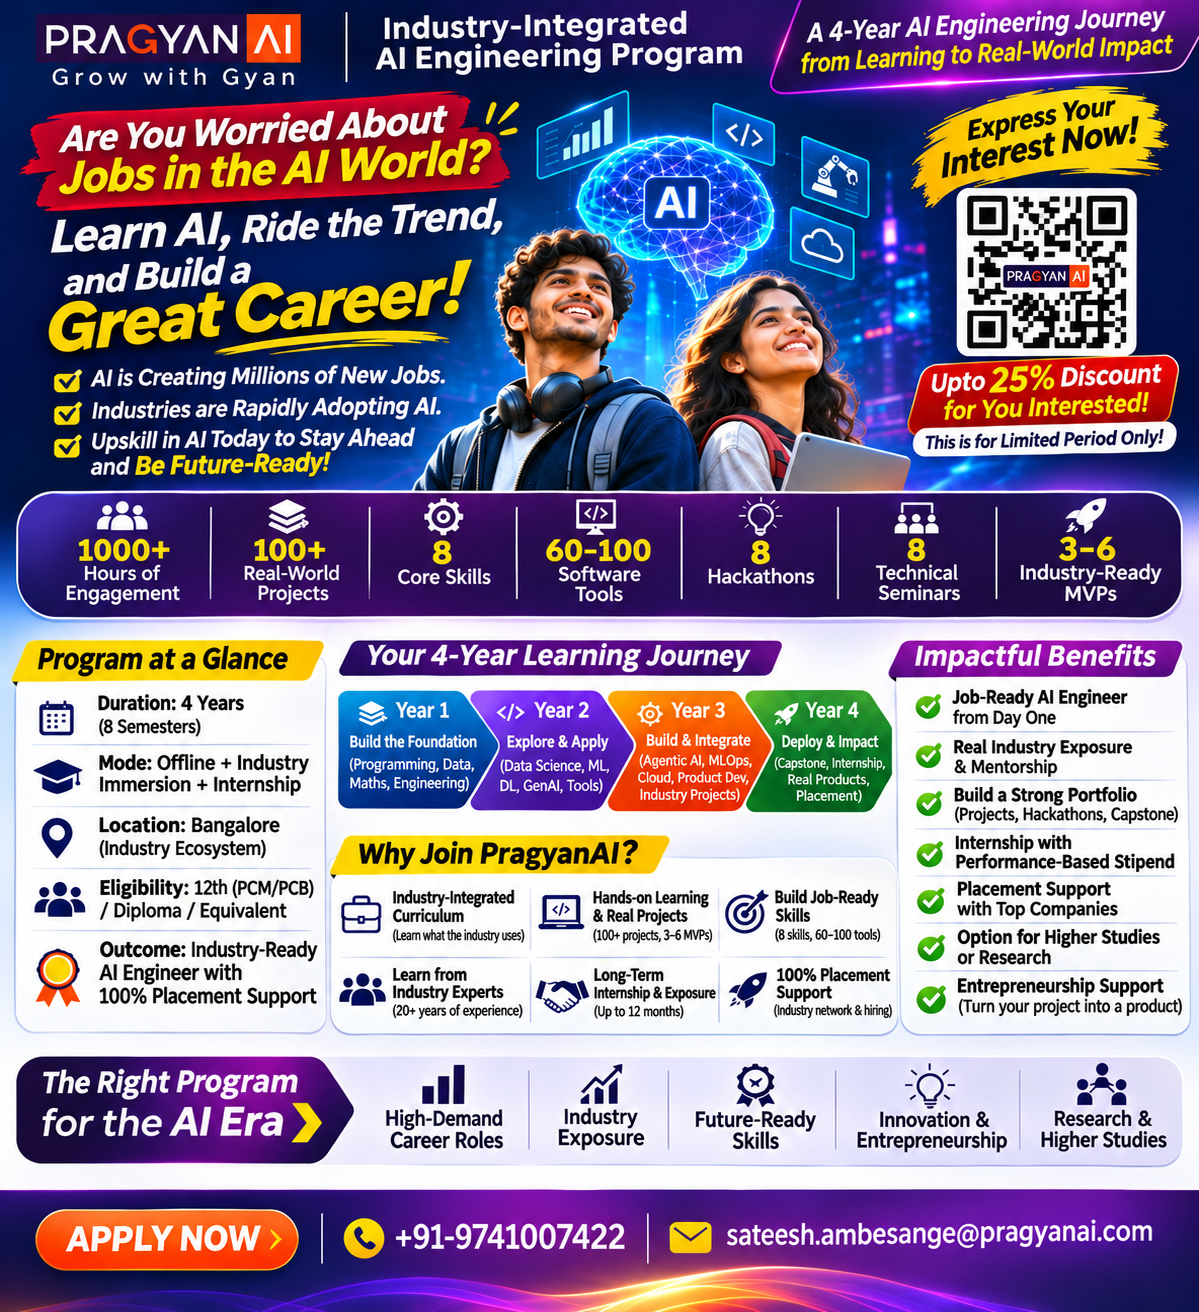 PRAGYAN AI
Grow with Gyan
Industry-Integrated
AI Engineering Program
A 4-Year AI Engineering Journey
from Learning to Real-World Impact
Are You Worried About
Jobs in the AI World?
Learn AI, Ride the Trend,
and Build a
Great Career!
AI is Creating Millions of New Jobs.
Industries are Rapidly Adopting AI.
Upskill in AI Today to Stay Ahead
and Be Future-Ready!
</>
AI
Express Your
Interest Now!
PRAGYAN AI
Upto 25% Discount
for You Interested!
This is for Limited Period Only!
1000+
Hours of
Engagement
100+
Real-World
Projects
8
Core Skills
60-100
Software
Tools
8
Hackathons
8
Technical
Seminars
3-6
Industry-Ready
MVPs
Program at a Glance
Duration: 4 Years
(8 Semesters)
Mode: Offline + Industry
Immersion + Internship
Location: Bangalore
(Industry Ecosystem)
Eligibility: 12th (PCM/PCB)
/ Diploma / Equivalent
Outcome: Industry-Ready
AI Engineer with
100% Placement Support
Your 4-Year Learning Journey
Year 1
Build the Foundation
(Programming, Data,
Maths, Engineering)
</> Year 2
Explore & Apply
(Data Science, ML,
DL, GenAI, Tools)
Year 3
Build & Integrate
(Agentic AI, MLOps,
Cloud, Product Dev,
Industry Projects)
Year 4
Deploy & Impact
(Capstone, Internship,
Real Products,
Placement)
Why Join PragyanAI?
Industry-Integrated
Curriculum
(Learn what the industry uses)
</>
Hands-on Learning
& Real Projects
(100+ projects, 3-6 MVPs)
Build Job-Ready
Skills
(8 skills, 60-100 tools)
Learn from
Industry Experts
(20+ years of experience)
Long-Term
Internship & Exposure
(Up to 12 months)
100% Placement
Support
(Industry network & hiring)
Impactful Benefits
Job-Ready AI Engineer
from Day One
Real Industry Exposure
& Mentorship
Build a Strong Portfolio
(Projects, Hackathons, Capstone)
Internship with
Performance-Based Stipend
Placement Support
with Top Companies
Option for Higher Studies
or Research
Entrepreneurship Support
(Turn your project into a product)
The Right Program
for the AI Era
High-Demand
Career Roles
Industry
Exposure
Future-Ready
Skills
Innovation &
Entrepreneurship
Research &
Higher Studies
APPLY NOW
+91-9741007422
sateesh.ambesange@pragyanai.com